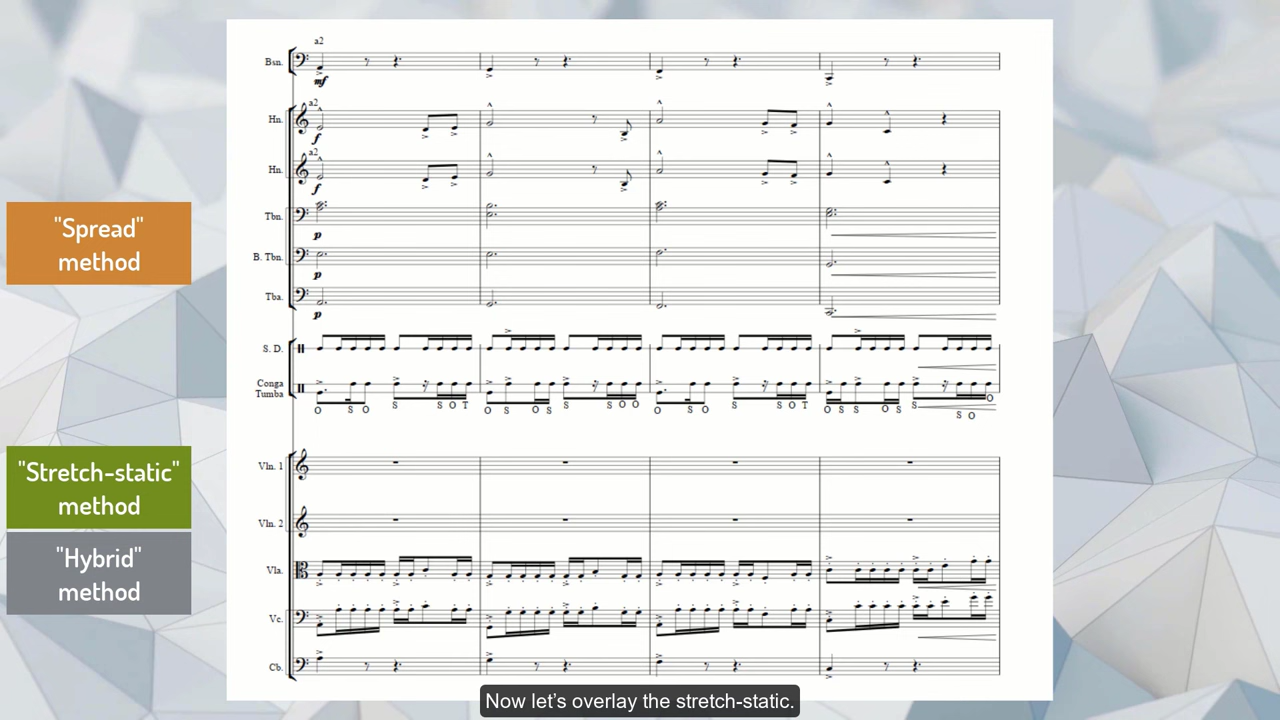 a2
Bsn.
mf
a2
Hn.
f
a2
Hn.
f
"Spread"
method
Tbn.
p
B. Tbn.
p
Tba.
p
S. D.
Conga
Tumba
O S O S S O T O S O S S S O O O S O S S O T O S S O S S S O O
"Stretch-static"
method
"Hybrid"
method
Vln. 1
Vln. 2
Vla.
Vc.
Cb.
Now let's overlay the stretch-static.